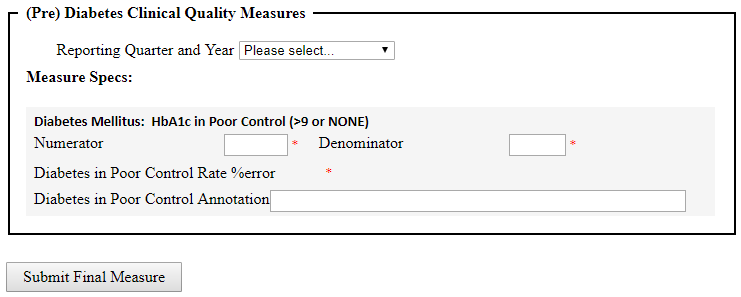 (Pre) Diabetes Clinical Quality Measures
Reporting Quarter and Year Please select...
Measure Specs:
Diabetes Mellitus: HbA1c in Poor Control (>9 or NONE)
Numerator * Denominator *
Diabetes in Poor Control Rate %error *
Diabetes in Poor Control Annotation
Submit Final Measure